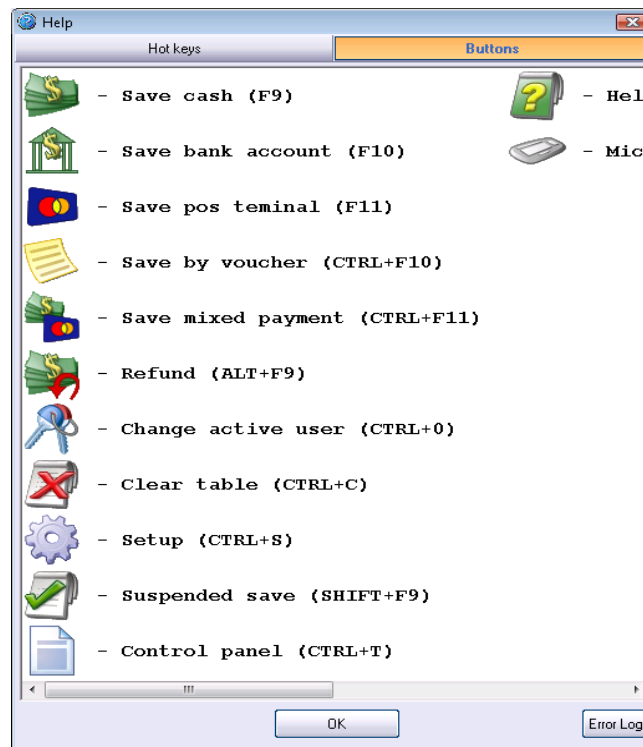 Help
Hot keys
Buttons
- Save cash (F9)
- Save bank account (F10)
- Save pos teminal (F11)
- Save by voucher (CTRL+F10)
- Save mixed payment (CTRL+F11)
- Refund (ALT+F9)
- Change active user (CTRL+0)
- Clear table (CTRL+C)
- Setup (CTRL+S)
- Suspended save (SHIFT+F9)
- Control panel (CTRL+T)
- Hel
- Mic
OK
Error Log